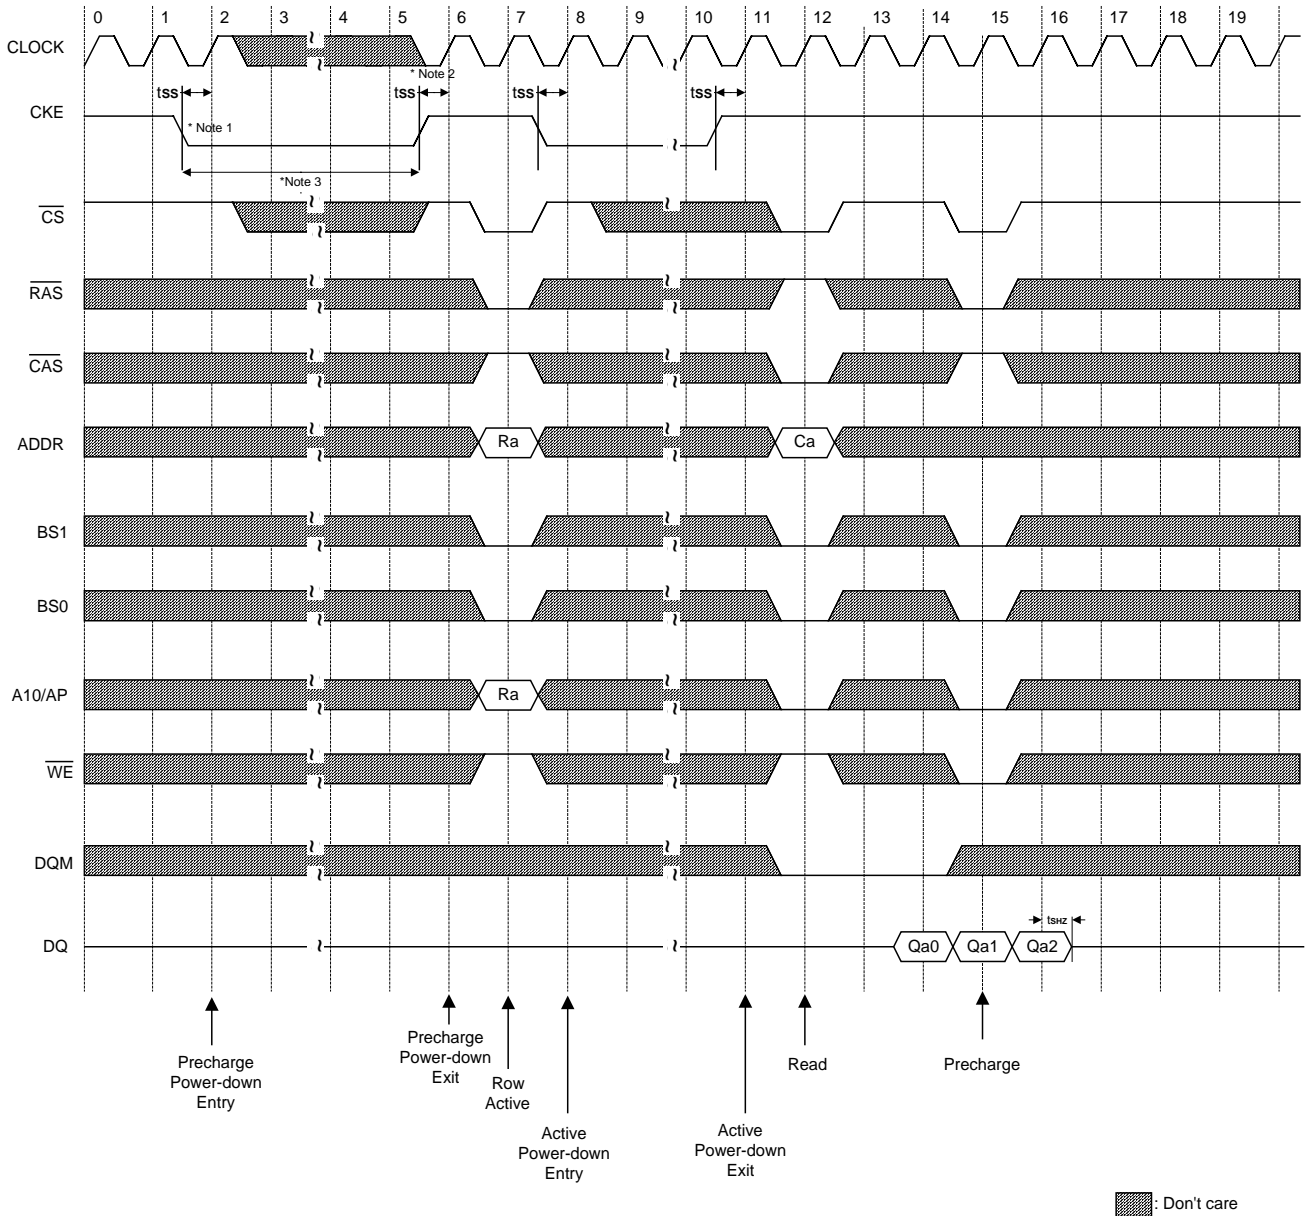 0 1 2 3 4 5 6 7 8 9 10 11 12 13 14 15 16 17 18 19
CLOCK
* Note 2
tss tss tss tss
CKE
* Note 1
*Note 3
CS
RAS
CAS
ADDR Ra Ca
BS1
BS0
A10/AP Ra
WE
DQM
tSHZ
DQ Qa0 Qa1 Qa2
Precharge
Power-down
Entry
Precharge
Power-down
Exit
Row
Active
Active
Power-down
Entry
Active
Power-down
Exit
Read
Precharge
: Don't care